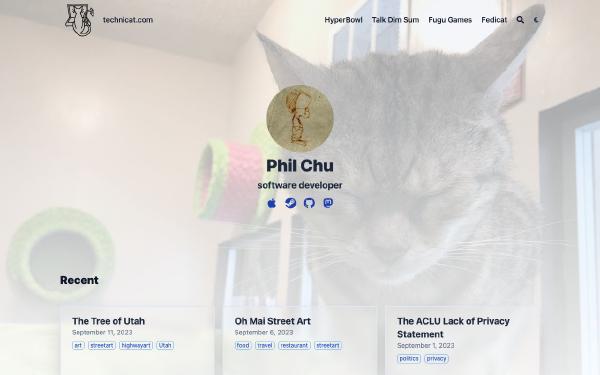 technicat.com
HyperBowl Talk Dim Sum Fugu Games Fedicat
Phil Chu
software developer
Recent
The Tree of Utah
September 11, 2023
art streetart highwayart Utah
Oh Mai Street Art
September 6, 2023
food travel restaurant streetart
The ACLU Lack of Privacy
Statement
September 1, 2023
politics privacy